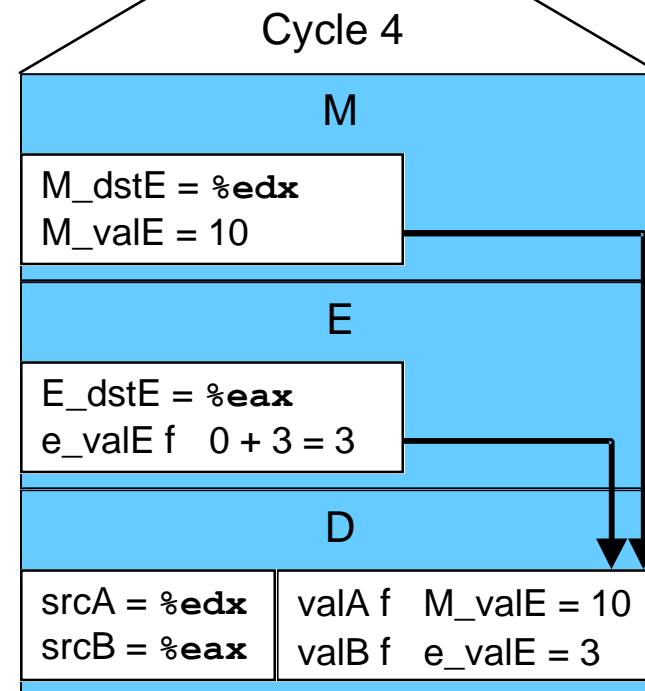 Cycle 4
M
M_dstE = %edx
M_valE = 10
E
E_dstE = %eax
e_valE f 0 + 3 = 3
D
srcA = %edx
srcB = %eax
valA f M_valE = 10
valB f e_valE = 3